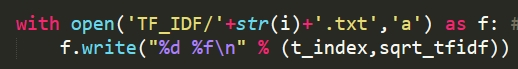 with open('TF_IDF/'+str(i)+'.txt','a') as f: #
    f.write("%d %f\n" % (t_index,sqrt_tfidf))